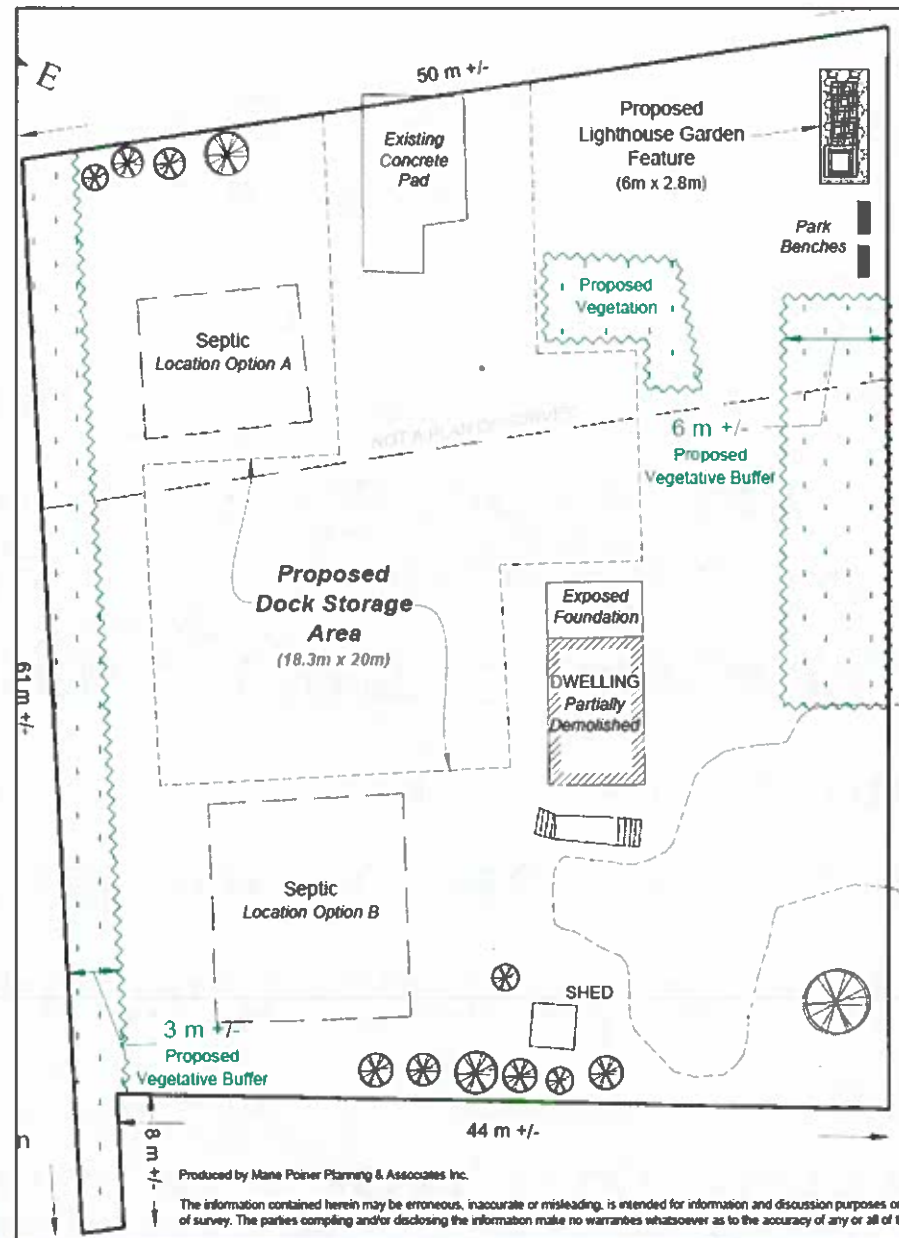 E
50 m +/-
Existing
Concrete
Pad
Proposed
Lighthouse Garden
Feature
(6m x 2.8m)
Park
Benches
Proposed
Vegetation
Septic
Location Option A
NOT A PLAN OF SURVEY
6 m +/-
Proposed
Vegetative Buffer
Proposed
Dock Storage
Area
(18.3m x 20m)
Exposed
Foundation
DWELLING
Partially
Demolished
61 m +/-
Septic
Location Option B
SHED
3 m +/-
Proposed
Vegetative Buffer
8 m +/-
44 m +/-
n
Produced by Marie Poirier Planning & Associates Inc.
The information contained herein may be erroneous, inaccurate or misleading, is intended for information and discussion purposes
of survey. The parties compiling and/or disclosing the information make no warranties whatsoever as to the accuracy of any or all of